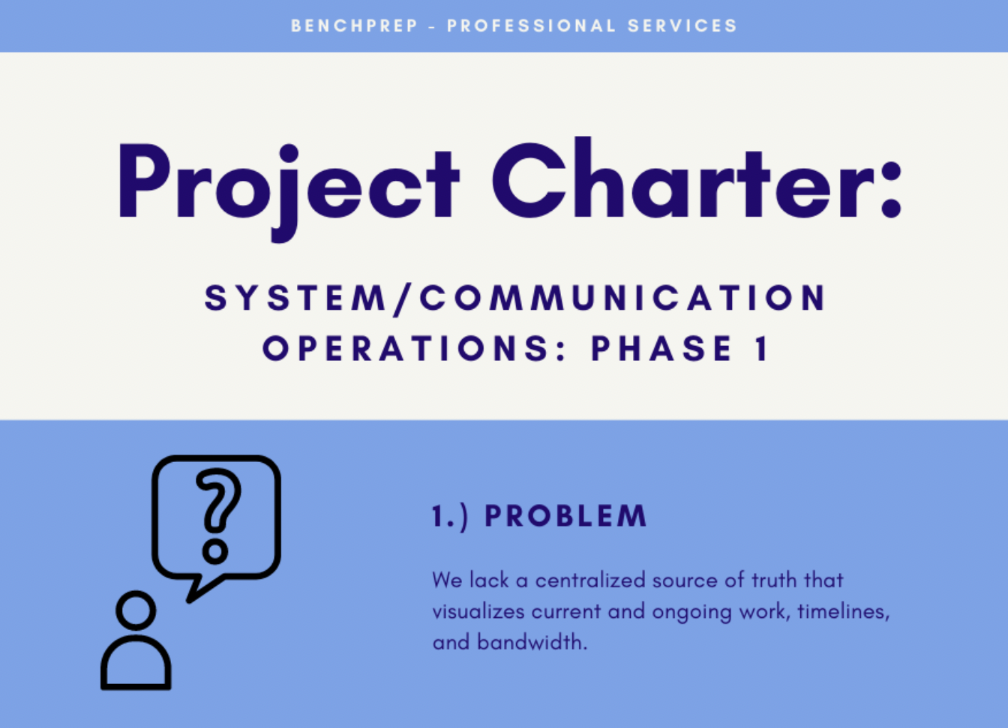 BENCHPREP - PROFESSIONAL SERVICES
Project Charter:
SYSTEM/COMMUNICATION
OPERATIONS: PHASE 1
?
1.) PROBLEM
We lack a centralized source of truth that
visualizes current and ongoing work, timelines,
and bandwidth.